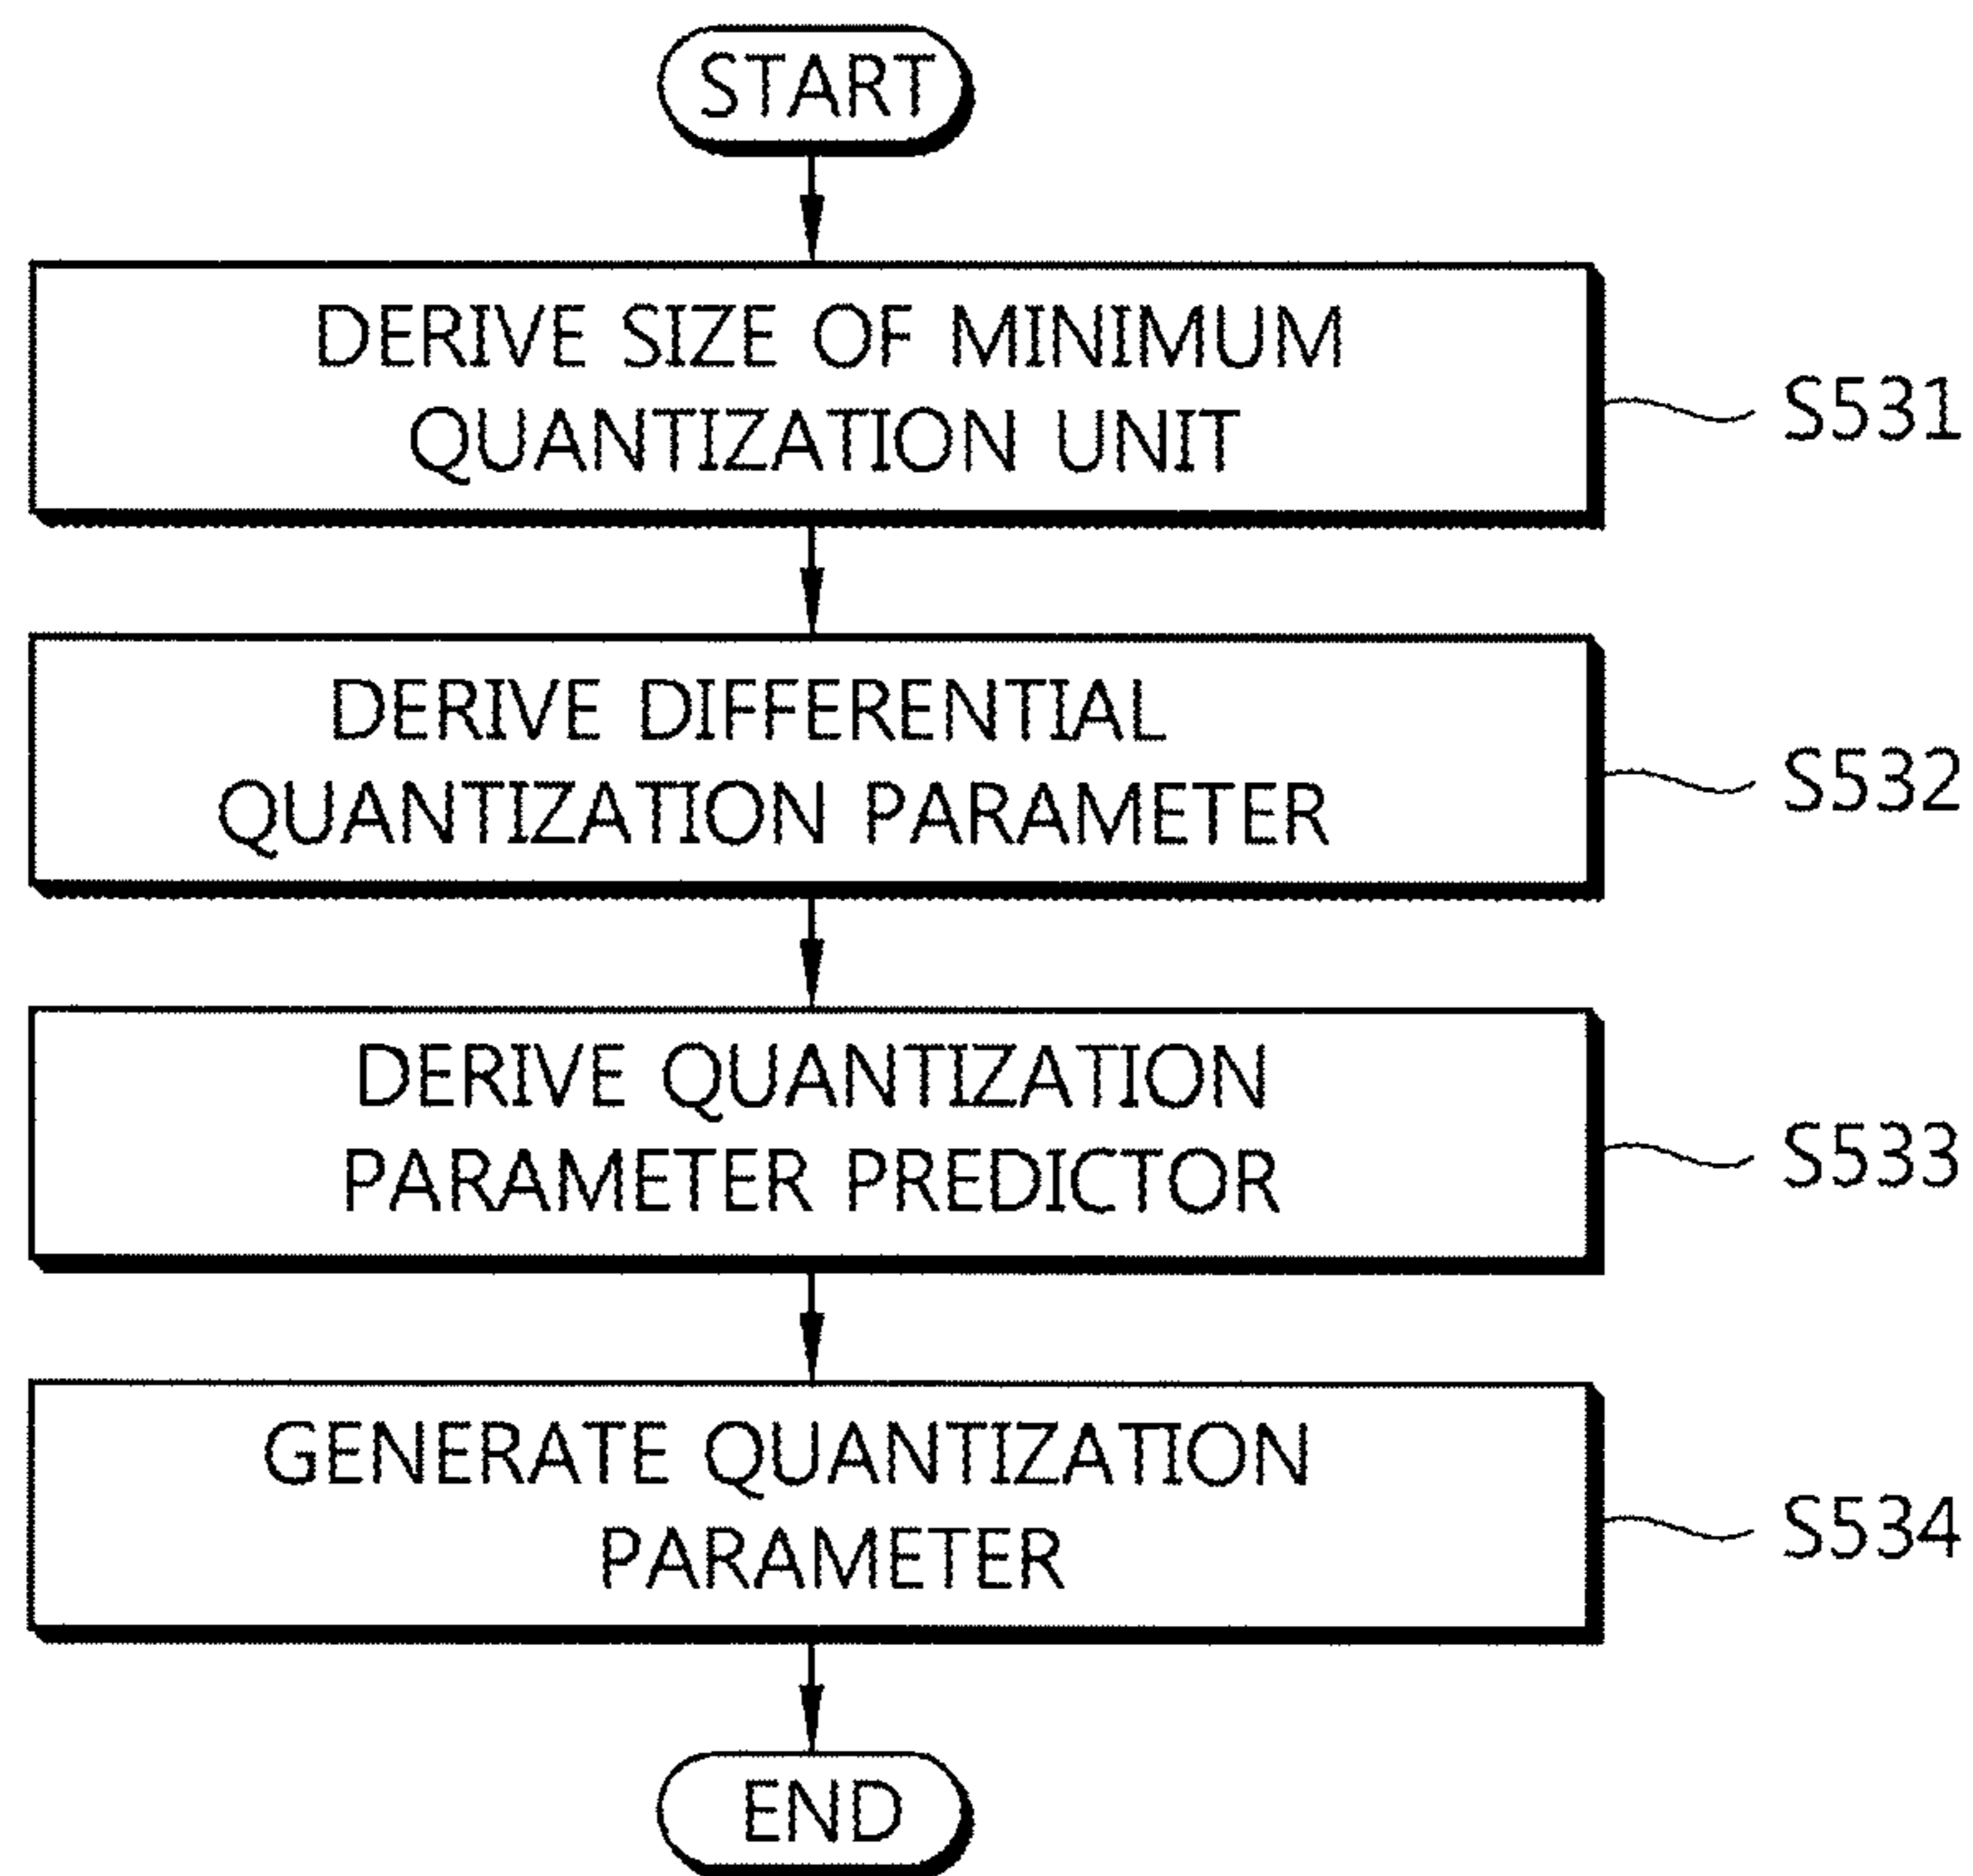 START
DERIVE SIZE OF MINIMUM
QUANTIZATION UNIT
S531
DERIVE DIFFERENTIAL
QUANTIZATION PARAMETER
S532
DERIVE QUANTIZATION
PARAMETER PREDICTOR
S533
GENERATE QUANTIZATION
PARAMETER
S534
END